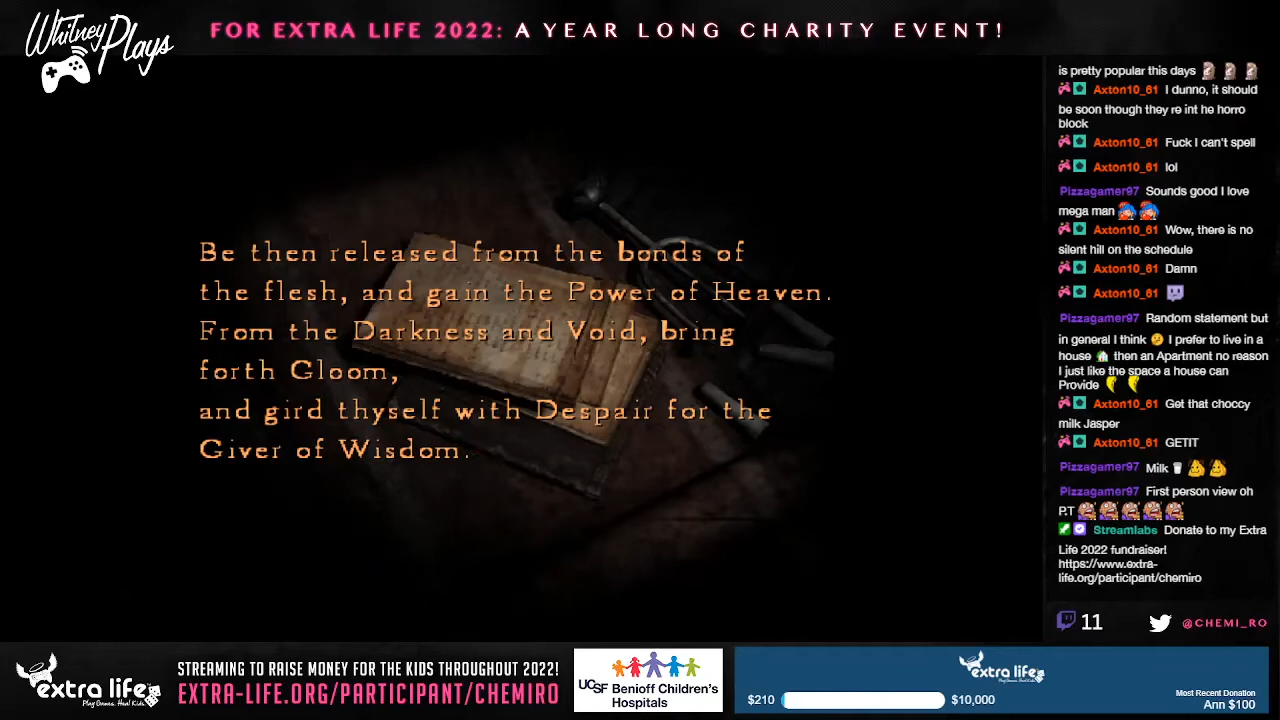 Whitney Plays
FOR EXTRA LIFE 2022: A YEAR LONG CHARITY EVENT!
Be then released from the bonds of
the flesh, and gain the Power of Heaven.
From the Darkness and Void, bring
forth Gloom,
and gird thyself with Despair for the
Giver of Wisdom.
is pretty popular this days
Axton10_61 I dunno, it should
be soon though they re int he horro
block
Axton10_61 Fuck I can't spell
Axton10_61 lol
Pizzagamer97 Sounds good I love
mega man
Axton10_61 Wow, there is no
silent hill on the schedule
Axton10_61 Damn
Axton10_61
Pizzagamer97 Random statement but
in general I think I prefer to live in a
house then an Apartment no reason
I just like the space a house can
Provide
Axton10_61 Get that choccy
milk Jasper
Axton10_61 GETIT
Pizzagamer97 Milk
Pizzagamer97 First person view oh
P.T
Streamlabs Donate to my Extra
Life 2022 fundraiser!
https://www.extra-
life.org/participant/chemiro
11 @CHEMI_RO
extra life
Play Games. Heal Kids.
STREAMING TO RAISE MONEY FOR THE KIDS THROUGHOUT 2022!
EXTRA-LIFE.ORG/PARTICIPANT/CHEMIRO
UCSF Benioff Children's
Hospitals
extra life
$210 $10,000
Most Recent Donation
Ann $100